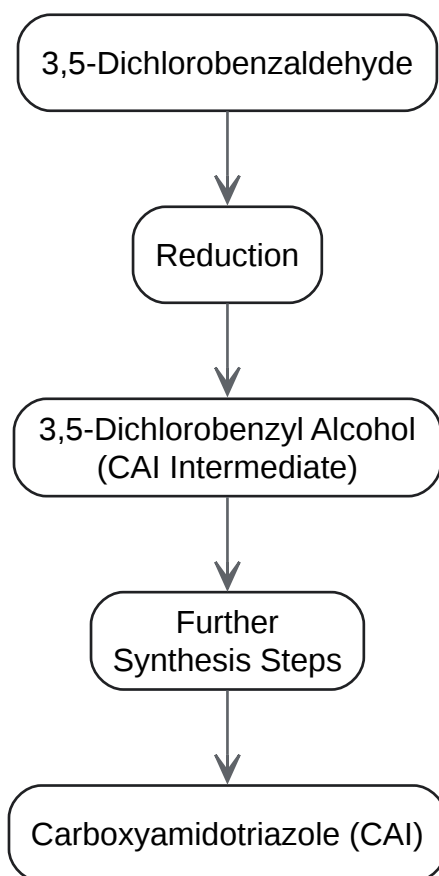 3,5-Dichlorobenzaldehyde
Reduction
3,5-Dichlorobenzyl Alcohol
(CAI Intermediate)
Further
Synthesis Steps
Carboxyamidotriazole (CAI)